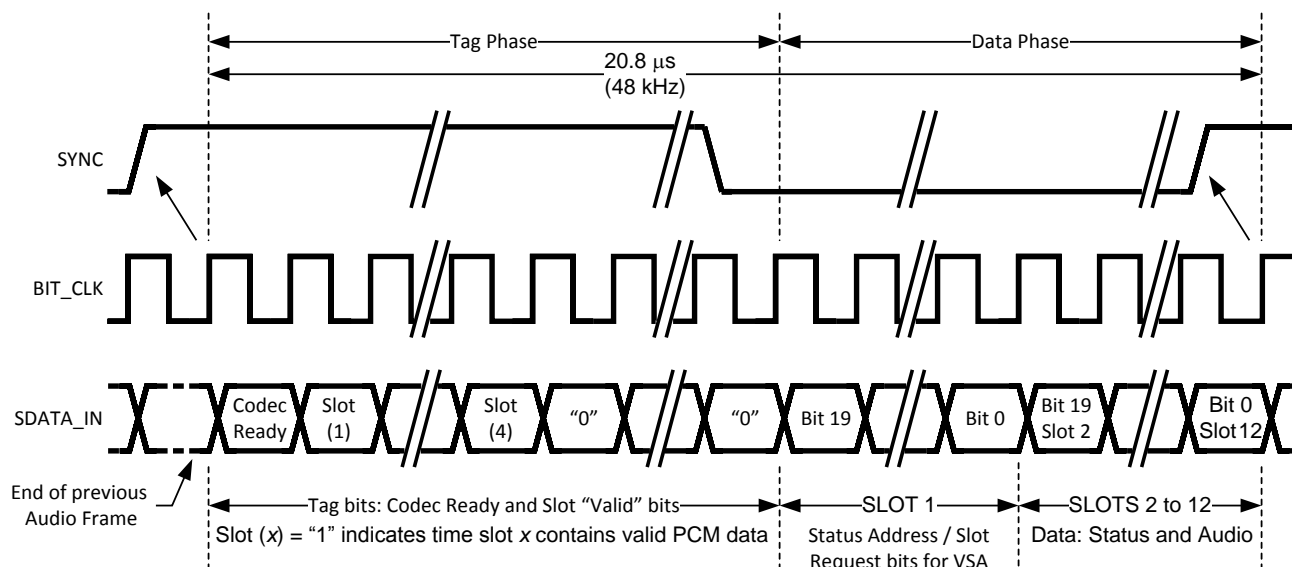 Tag Phase
Data Phase
20.8 μs
(48 kHz)
SYNC
BIT_CLK
SDATA_IN
Codec
Ready
Slot
(1)
Slot
(4)
“0”
“0”
Bit 19
Bit 0
Bit 19
Slot 2
Bit 0
Slot12
End of previous
Audio Frame
Tag bits: Codec Ready and Slot “Valid” bits
Slot (x) = “1” indicates time slot x contains valid PCM data
SLOT 1
Status Address / Slot
Request bits for VSA
SLOTS 2 to 12
Data: Status and Audio